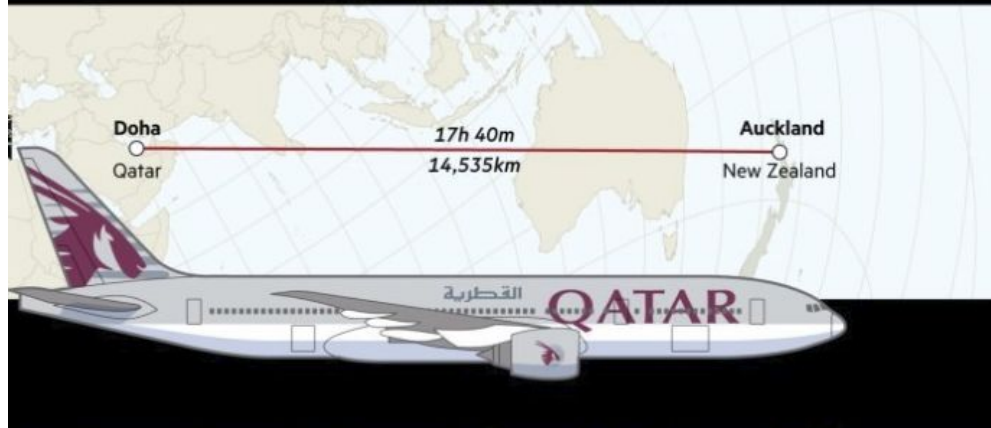 Doha
Qatar
17h 40m
14,535km
Auckland
New Zealand
القطرية
QATAR